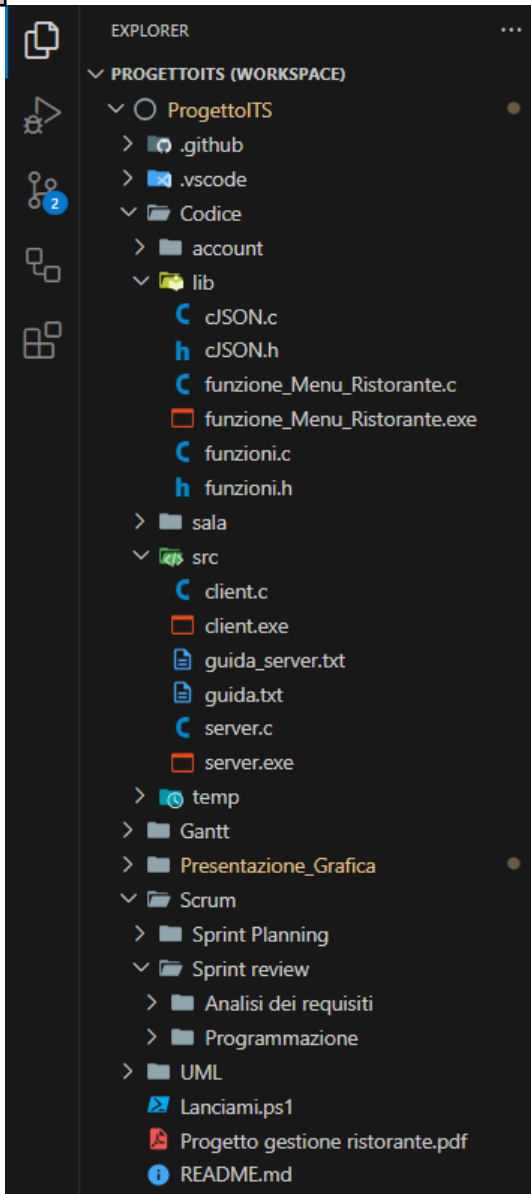 EXPLORER
PROGETTOITS (WORKSPACE)
ProgettoITS
.github
.vscode
Codice
account
lib
C cJSON.c
h cJSON.h
C funzione_Menu_Ristorante.c
funzione_Menu_Ristorante.exe
C funzioni.c
h funzioni.h
sala
src
C client.c
client.exe
guida_server.txt
guida.txt
C server.c
server.exe
temp
Gantt
Presentazione_Grafica
Scrum
Sprint Planning
Sprint review
Analisi dei requisiti
Programmazione
UML
Lanciami.ps1
Progetto gestione ristorante.pdf
README.md
2